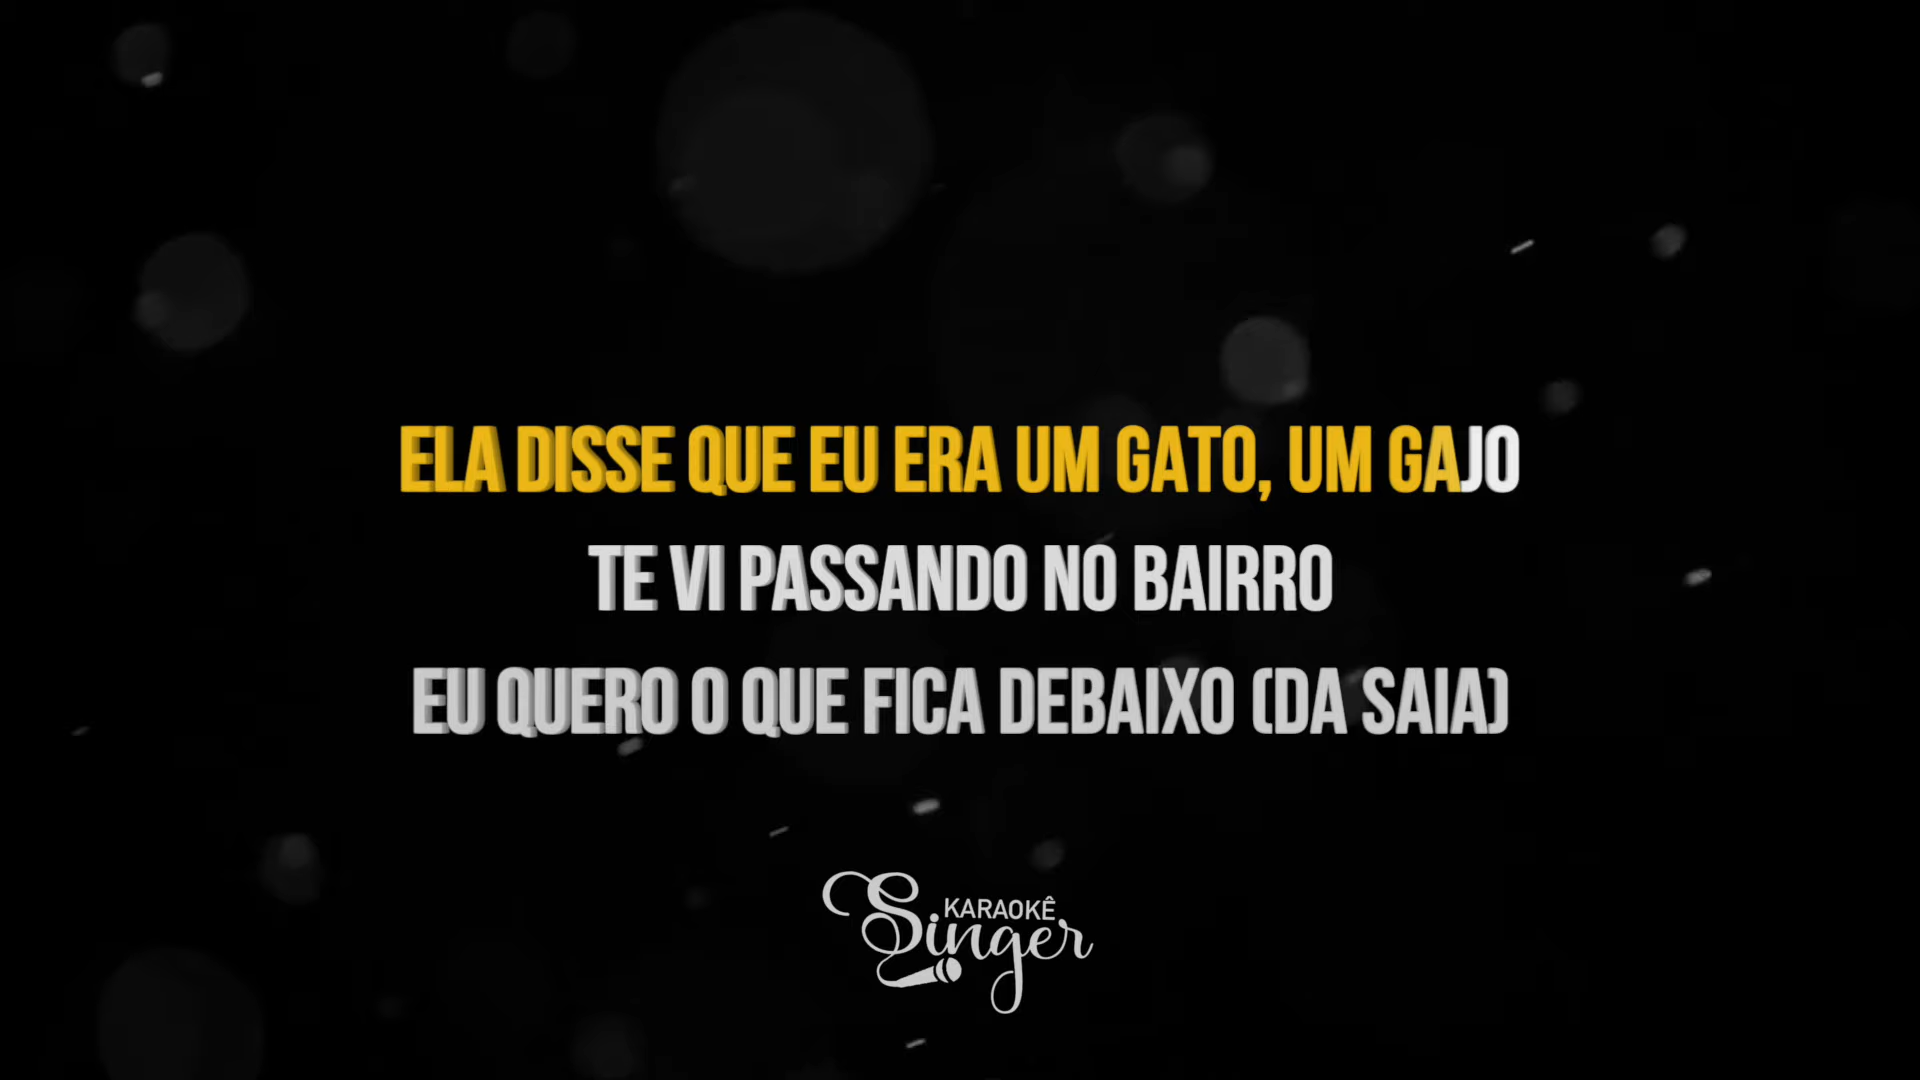 ELA DISSE QUE EU ERA UM GATO, UM GAJO
TE VI PASSANDO NO BAIRRO
EU QUERO O QUE FICA DEBAIXO (DA SAIA)
KARAOKÊ
Singer